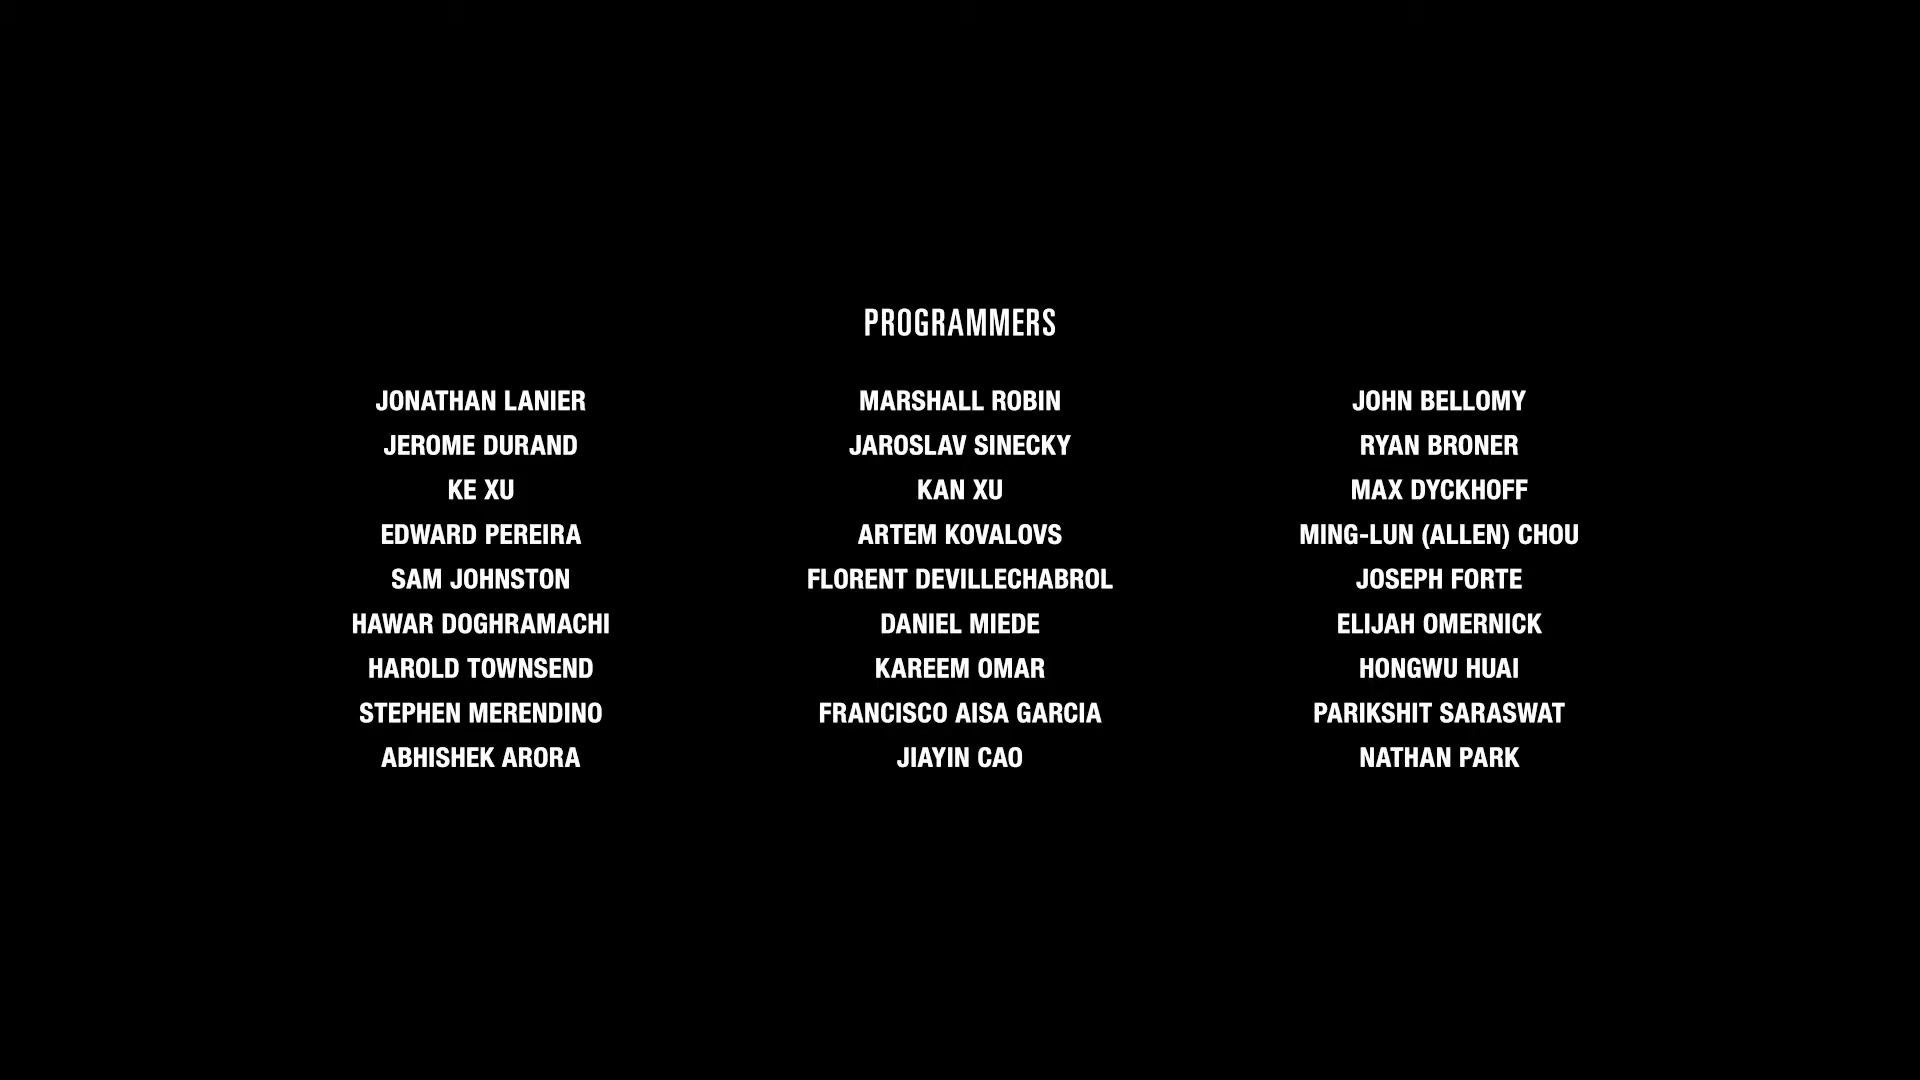 PROGRAMMERS
JONATHAN LANIER MARSHALL ROBIN JOHN BELLOMY
JEROME DURAND JAROSLAV SINECKY RYAN BRONER
KE XU KAN XU MAX DYCKHOFF
EDWARD PEREIRA ARTEM KOVALOVS MING-LUN (ALLEN) CHOU
SAM JOHNSTON FLORENT DEVILLECHABROL JOSEPH FORTE
HAWAR DOGHRAMACHI DANIEL MIEDE ELIJAH OMERNICK
HAROLD TOWNSEND KAREEM OMAR HONGWU HUAI
STEPHEN MERENDINO FRANCISCO AISA GARCIA PARIKSHIT SARASWAT
ABHISHEK ARORA JIAYIN CAO NATHAN PARK